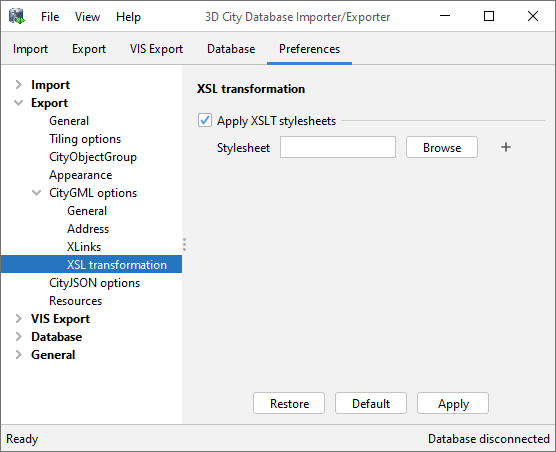 3D City Database Importer/Exporter
File View Help
Import Export VIS Export Database Preferences
Import
Export
General
Tiling options
CityObjectGroup
Appearance
CityGML options
General
Address
XLinks
XSL transformation
CityJSON options
Resources
VIS Export
Database
General
XSL transformation
Apply XSLT stylesheets
Stylesheet Browse +
Restore Default Apply
Ready Database disconnected